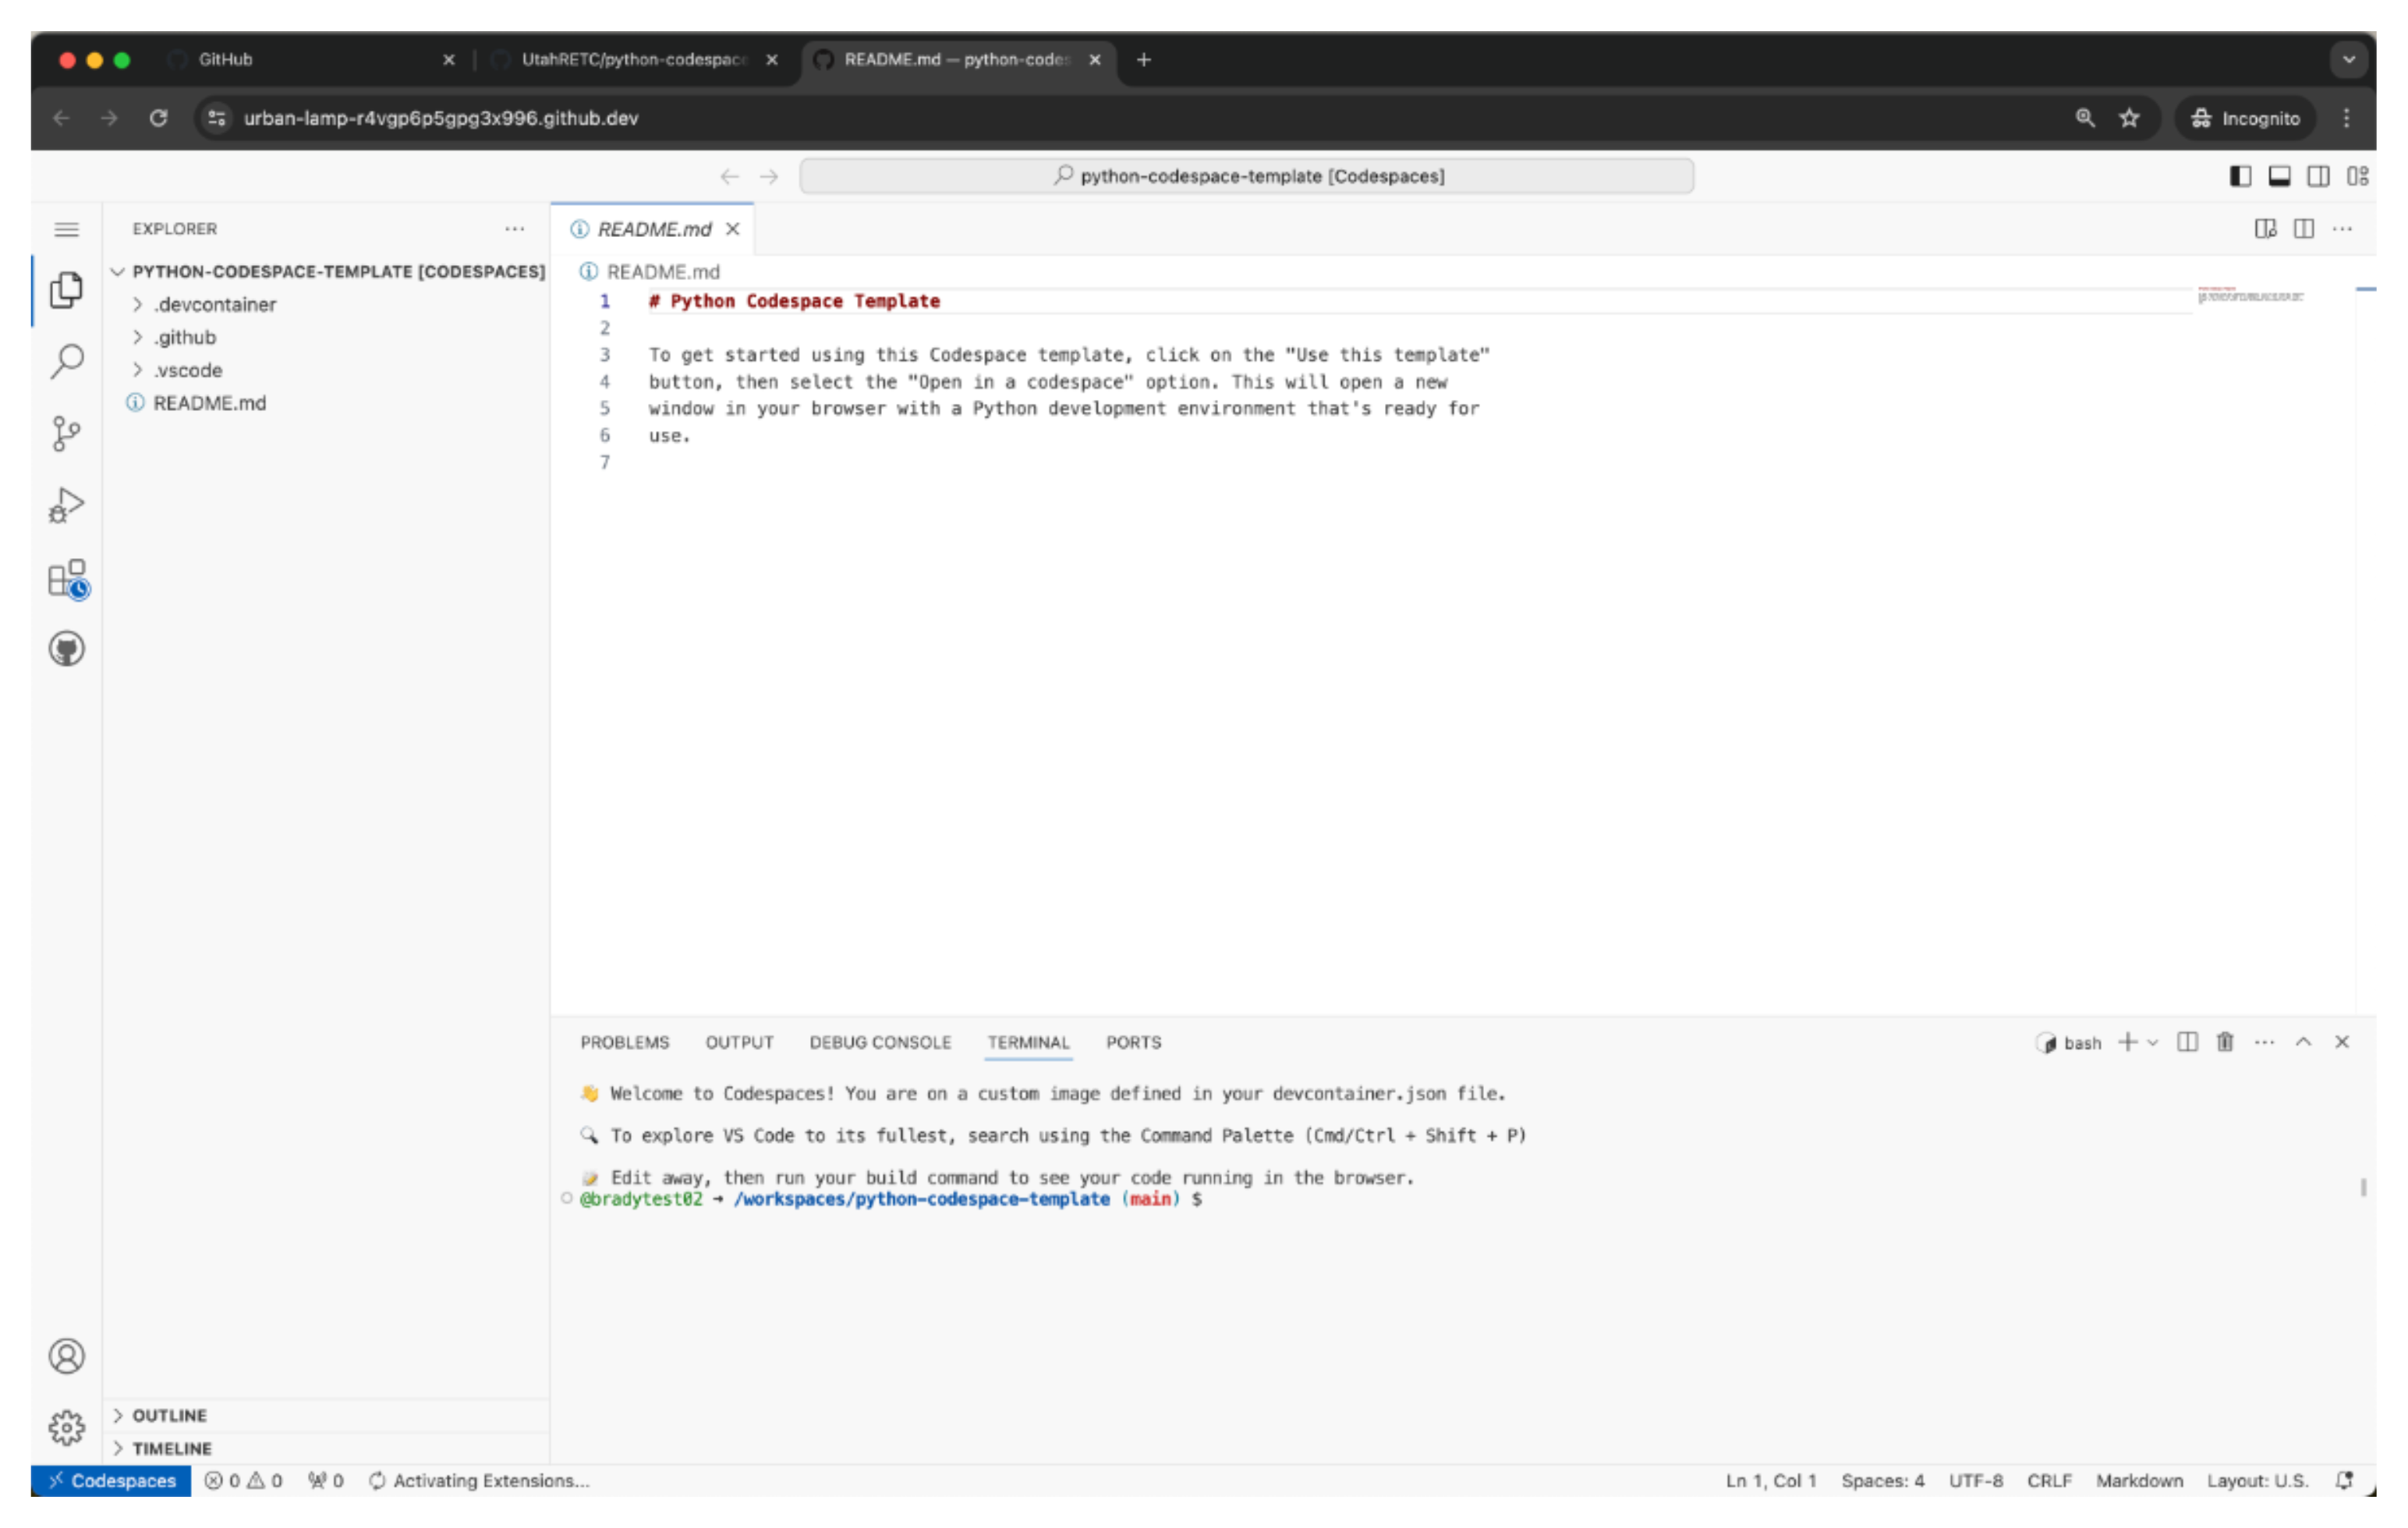 GitHub
UtahRETC/python-codespace
README.md — python-codes
urban-lamp-r4vgp6p5gpg3x996.github.dev
Incognito
python-codespace-template [Codespaces]
EXPLORER
PYTHON-CODESPACE-TEMPLATE [CODESPACES]
.devcontainer
.github
.vscode
README.md
OUTLINE
TIMELINE
README.md
README.md
1 # Python Codespace Template
2
3 To get started using this Codespace template, click on the "Use this template"
4 button, then select the "Open in a codespace" option. This will open a new
5 window in your browser with a Python development environment that's ready for
6 use.
7
PROBLEMS OUTPUT DEBUG CONSOLE TERMINAL PORTS
bash
👋 Welcome to Codespaces! You are on a custom image defined in your devcontainer.json file.
🔍 To explore VS Code to its fullest, search using the Command Palette (Cmd/Ctrl + Shift + P)
📝 Edit away, then run your build command to see your code running in the browser.
@bradytest02 → /workspaces/python-codespace-template (main) $
Codespaces 0 0 0 Activating Extensions...
Ln 1, Col 1 Spaces: 4 UTF-8 CRLF Markdown Layout: U.S.